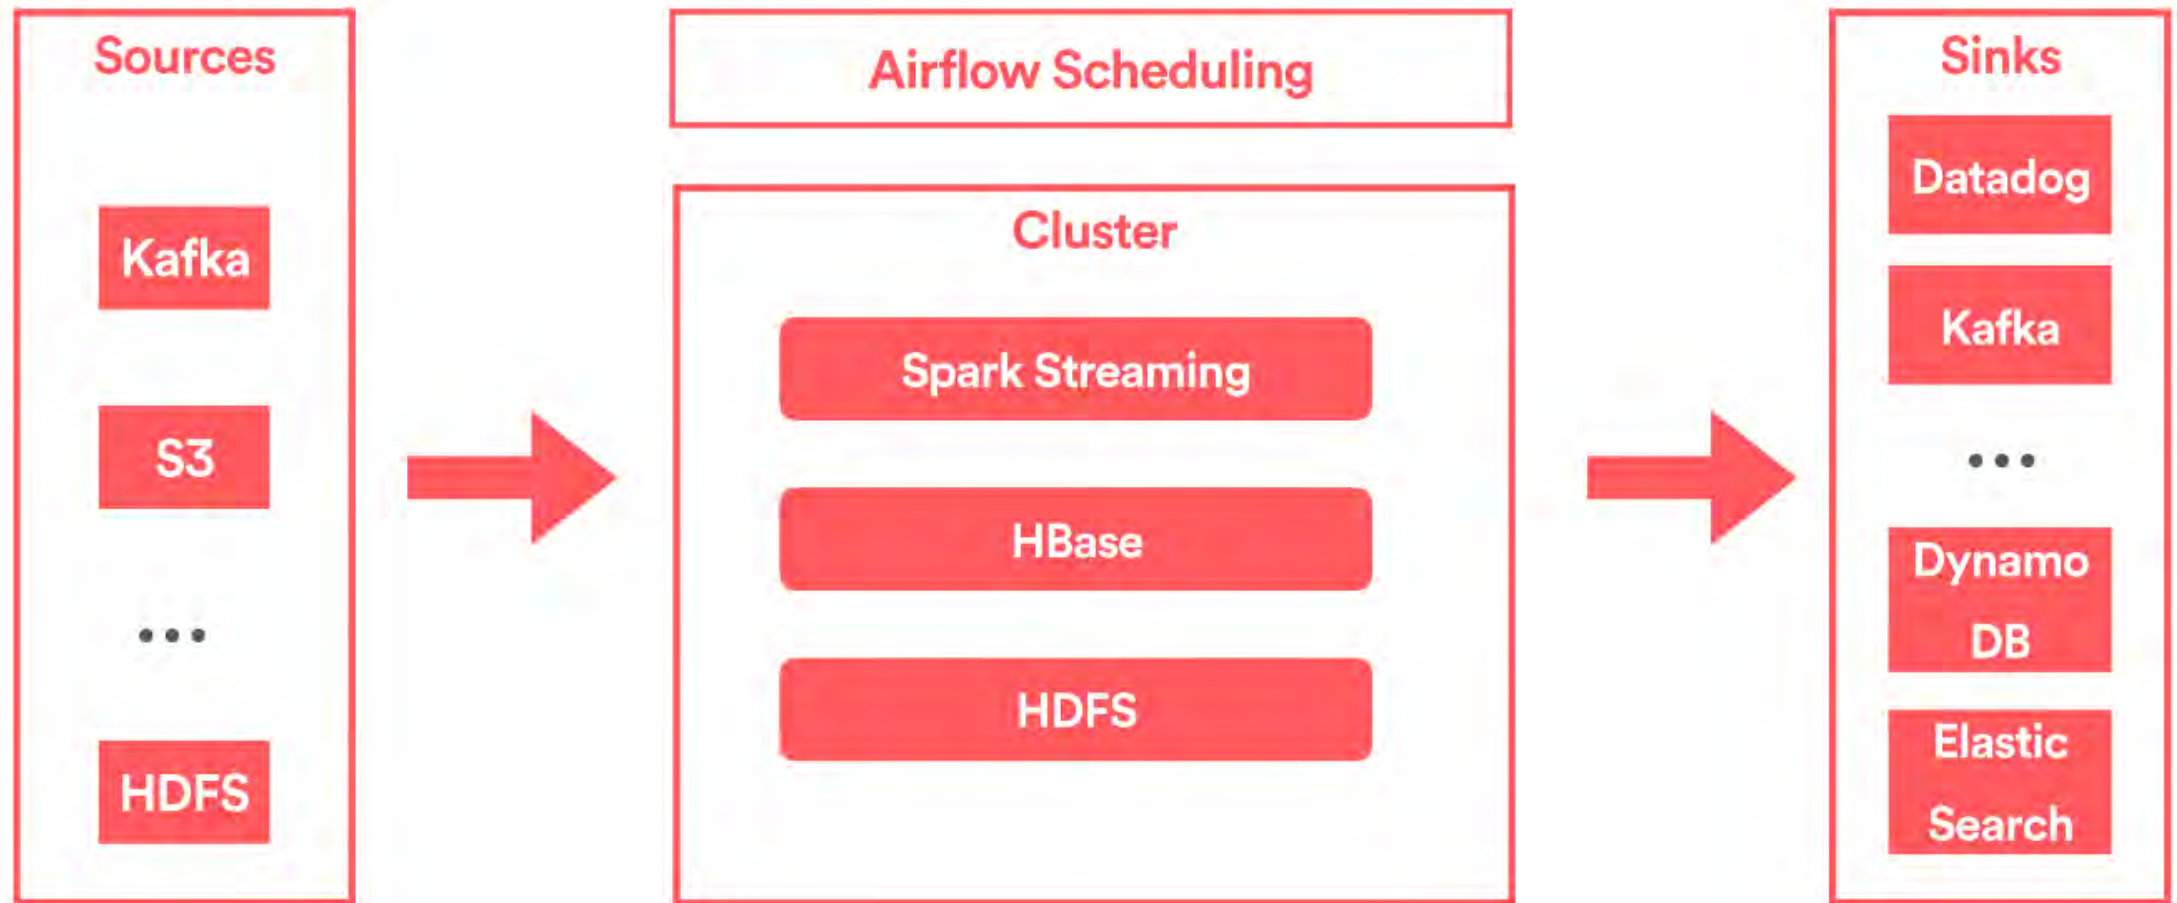 Sources
Kafka
S3
...
HDFS
Airflow Scheduling
Cluster
Spark Streaming
HBase
HDFS
Sinks
Datadog
Kafka
...
Dynamo
DB
Elastic
Search